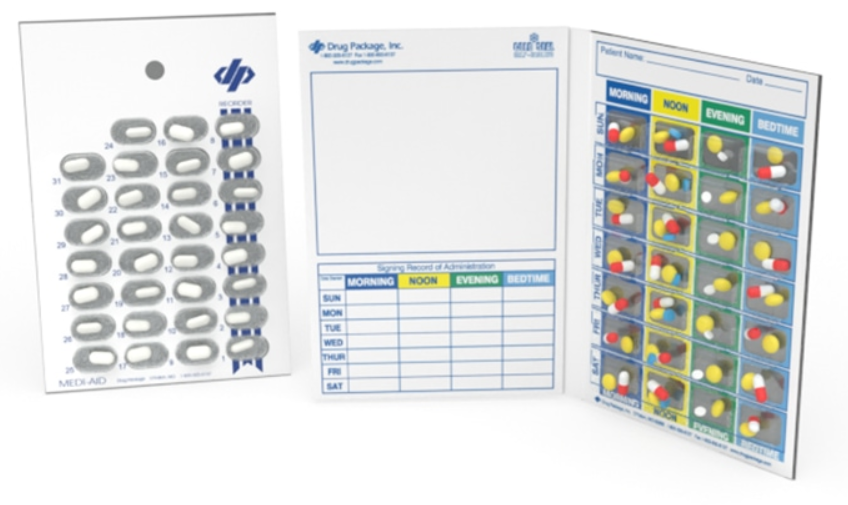 dp
REORDER
24 16 8
31 23 15 7
30 22 14 6
29 21 13 5
28 20 12 4
27 19 11 3
26 18 10 2
25 17 9 1
MEDI-AID
Drug Package, Inc.
www.drugpackage.com
Signing Record of Administration
MORNING NOON EVENING BEDTIME
SUN
MON
TUE
WED
THUR
FRI
SAT
Patient Name: Date
MORNING NOON EVENING BEDTIME
SUN
MON
TUE
WED
THUR
FRI
SAT
MORNING NOON EVENING BEDTIME